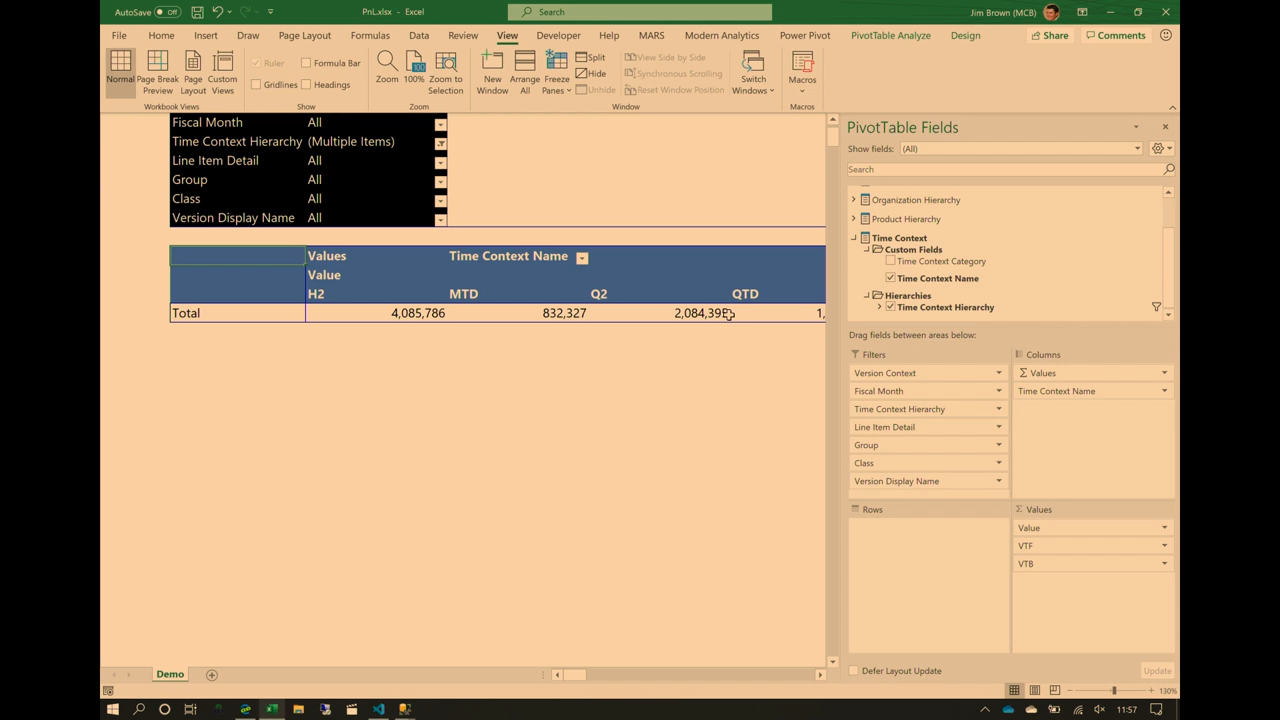 AutoSave Off PnL.xlsx - Excel Search Jim Brown (MCB)
File Home Insert Draw Page Layout Formulas Data Review View Developer Help MARS Modern Analytics Power Pivot PivotTable Analyze Design Share Comments
Normal Page Break Preview Page Layout Custom Views
Workbook Views
Ruler Formula Bar
Gridlines Headings
Show
Zoom 100% Zoom to Selection
Zoom
New Window Arrange All Freeze Panes
Split
Hide
Unhide
View Side by Side
Synchronous Scrolling
Reset Window Position
Switch Windows
Window
Macros
Macros
Fiscal Month All
Time Context Hierarchy (Multiple Items)
Line Item Detail All
Group All
Class All
Version Display Name All
Values Time Context Name
Value
H2 MTD Q2 QTD
Total 4,085,786 832,327 2,084,395 1,
PivotTable Fields
Show fields: (All)
Search
Organization Hierarchy
Product Hierarchy
Time Context
Custom Fields
Time Context Category
Time Context Name
Hierarchies
Time Context Hierarchy
Drag fields between areas below:
Filters
Version Context
Fiscal Month
Time Context Hierarchy
Line Item Detail
Group
Class
Version Display Name
Columns
Σ Values
Time Context Name
Rows
Σ Values
Value
VTF
VTB
Defer Layout Update Update
Demo
130%
11:57